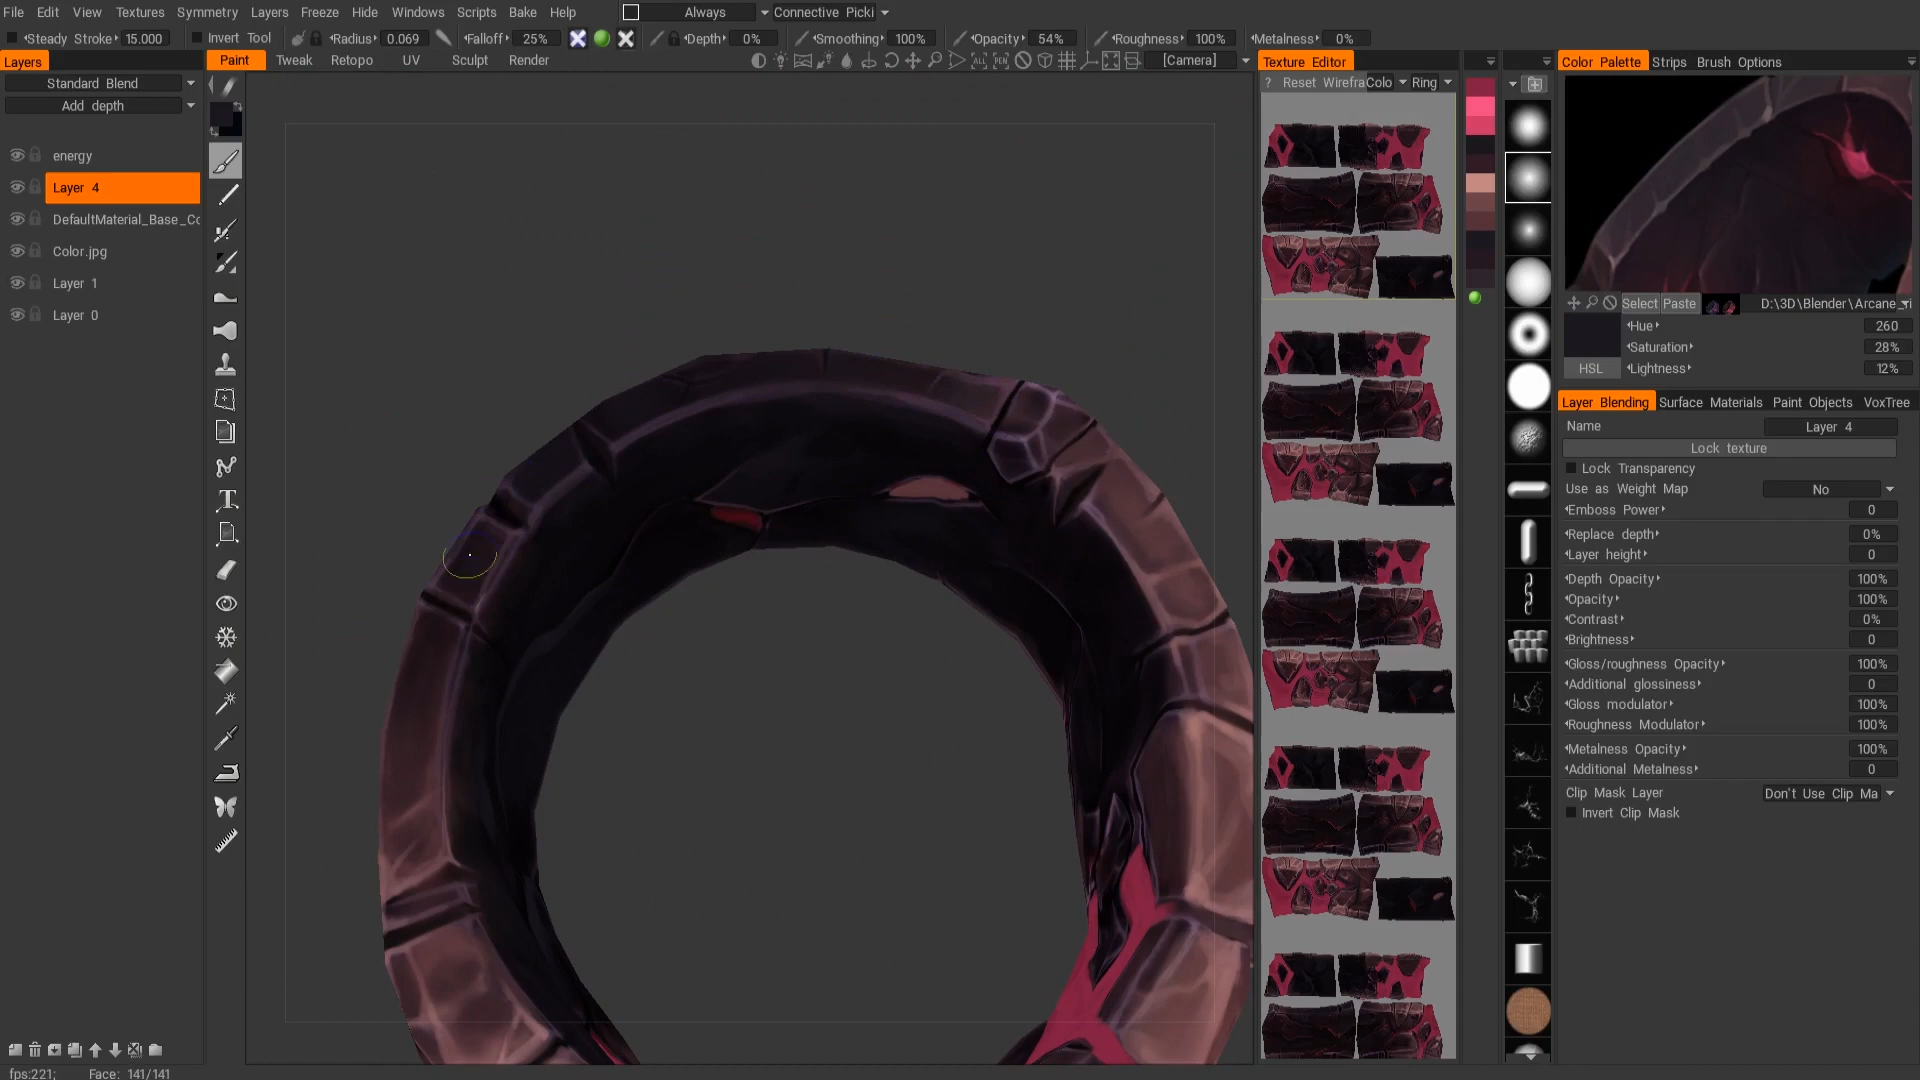 File Edit View Textures Symmetry Layers Freeze Hide Windows Scripts Bake Help Always Connective Picki
Steady Stroke 15.000 Invert Tool Radius 0.069 Falloff 25% Depth 0% Smoothing 100% Opacity 54% Roughness 100% Metalness 0%
Layers Paint Tweak Retopo UV Sculpt Render ALL PEN [Camera] Texture Editor Color Palette Strips Brush Options
Standard Blend ? Reset Wirefra Colo Ring
Add depth
energy
Layer 4
DefaultMaterial_Base_Cc
Color.jpg
Layer 1
Layer 0
Select Paste D:\3D\Blender\Arcane_
Hue 260
Saturation 28%
HSL Lightness 12%
Layer Blending Surface Materials Paint Objects VoxTree
Name Layer 4
Lock texture
Lock Transparency
Use as Weight Map No
Emboss Power 0
Replace depth 0%
Layer height 0
Depth Opacity 100%
Opacity 100%
Contrast 0%
Brightness 0
Gloss/roughness Opacity 100%
Additional glossiness 0
Gloss modulator 100%
Roughness Modulator 100%
Metalness Opacity 100%
Additional Metalness 0
Clip Mask Layer Don't Use Clip Ma
Invert Clip Mask
fps:221; Face: 141/141